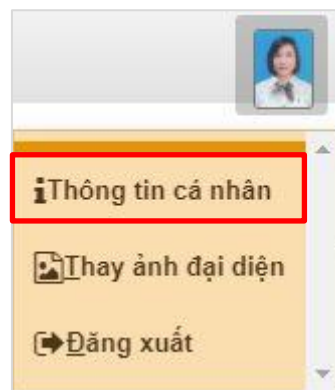 Thông tin cá nhân
Thay ảnh đại diện
Đăng xuất